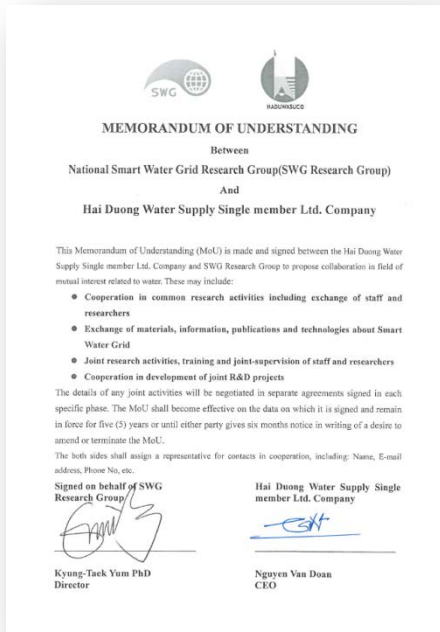 SWG
HADUWASUCO
MEMORANDUM OF UNDERSTANDING
Between
National Smart Water Grid Research Group(SWG Research Group)
And
Hai Duong Water Supply Single member Ltd. Company
This Memorandum of Understanding (MoU) is made and signed between the Hai Duong Water
Supply Single member Ltd. Company and SWG Research Group to propose collaboration in field of
mutual interest related to water. These may include:
● Cooperation in common research activities including exchange of staff and
researchers
● Exchange of materials, information, publications and technologies about Smart
Water Grid
● Joint research activities, training and joint-supervision of staff and researchers
● Cooperation in development of joint R&D projects
The details of any joint activities will be negotiated in separate agreements signed in each
specific phase. The MoU shall become effective on the data on which it is signed and remain
in force for five (5) years or until either party gives six months notice in writing of a desire to
amend or terminate the MoU.
The both sides shall assign a representative for contacts in cooperation, including: Name, E-mail
address, Phone No, etc.
Signed on behalf of SWG
Research Group
Hai Duong Water Supply Single
member Ltd. Company
Kyung-Taek Yum PhD
Director
Nguyen Van Doan
CEO